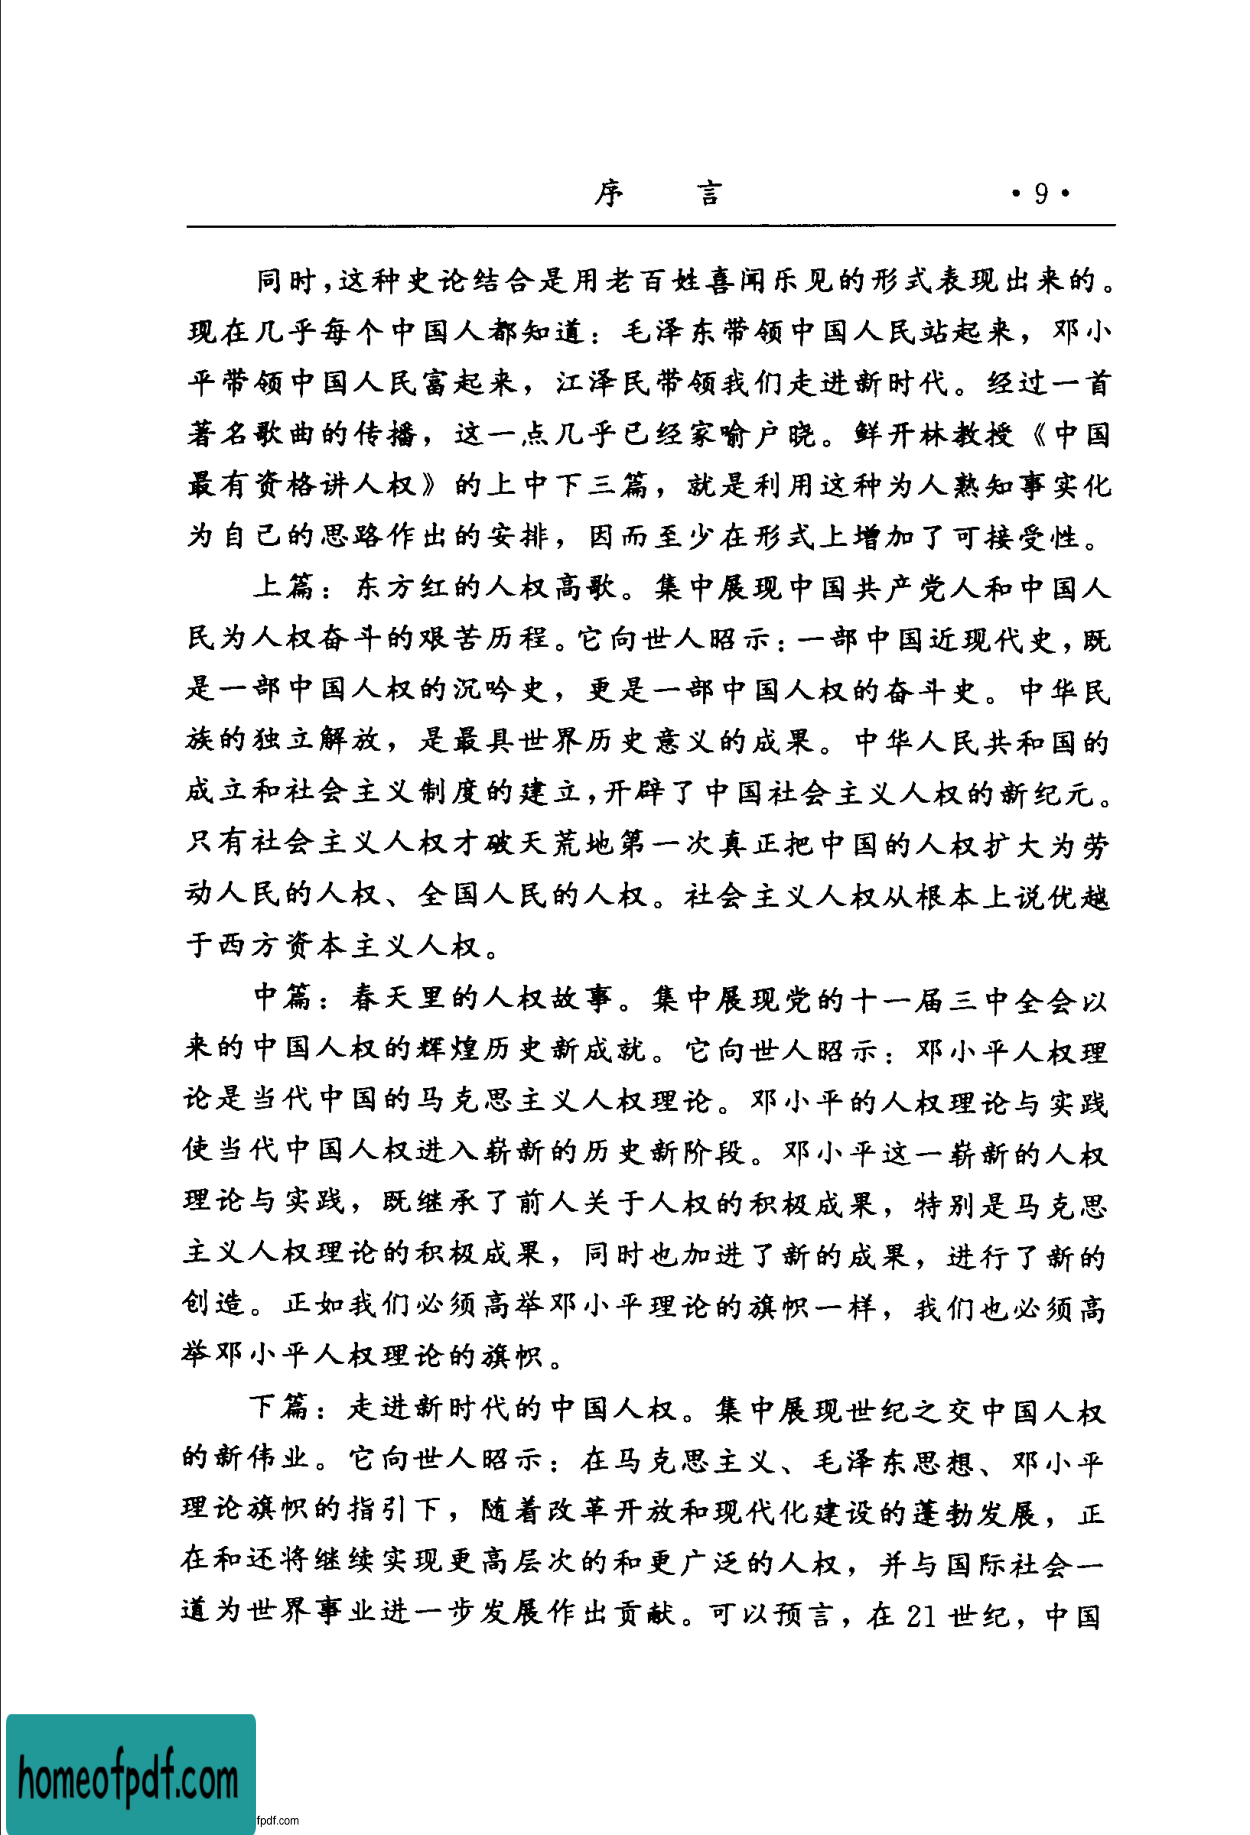 序 言 ·9·
同时,这种史论结合是用老百姓喜闻乐见的形式表现出来的。
现在几乎每个中国人都知道：毛泽东带领中国人民站起来，邓小
平带领中国人民富起来，江泽民带领我们走进新时代。经过一首
著名歌曲的传播，这一点几乎已经家喻户晓。鲜开林教授《中国
最有资格讲人权》的上中下三篇，就是利用这种为人熟知事实化
为自己的思路作出的安排，因而至少在形式上增加了可接受性。
上篇：东方红的人权高歌。集中展现中国共产党人和中国人
民为人权奋斗的艰苦历程。它向世人昭示：一部中国近现代史,既
是一部中国人权的沉吟史，更是一部中国人权的奋斗史。中华民
族的独立解放，是最具世界历史意义的成果。中华人民共和国的
成立和社会主义制度的建立,开辟了中国社会主义人权的新纪元。
只有社会主义人权才破天荒地第一次真正把中国的人权扩大为劳
动人民的人权、全国人民的人权。社会主义人权从根本上说优越
于西方资本主义人权。
中篇：春天里的人权故事。集中展现党的十一届三中全会以
来的中国人权的辉煌历史新成就。它向世人昭示：邓小平人权理
论是当代中国的马克思主义人权理论。邓小平的人权理论与实践
使当代中国人权进入崭新的历史新阶段。邓小平这一崭新的人权
理论与实践，既继承了前人关于人权的积极成果，特别是马克思
主义人权理论的积极成果，同时也加进了新的成果，进行了新的
创造。正如我们必须高举邓小平理论的旗帜一样，我们也必须高
举邓小平人权理论的旗帜。
下篇：走进新时代的中国人权。集中展现世纪之交中国人权
的新伟业。它向世人昭示：在马克思主义、毛泽东思想、邓小平
理论旗帜的指引下，随着改革开放和现代化建设的蓬勃发展，正
在和还将继续实现更高层次的和更广泛的人权，并与国际社会一
道为世界事业进一步发展作出贡献。可以预言，在 21 世纪，中国
homeofpdf.com
fpdf.com